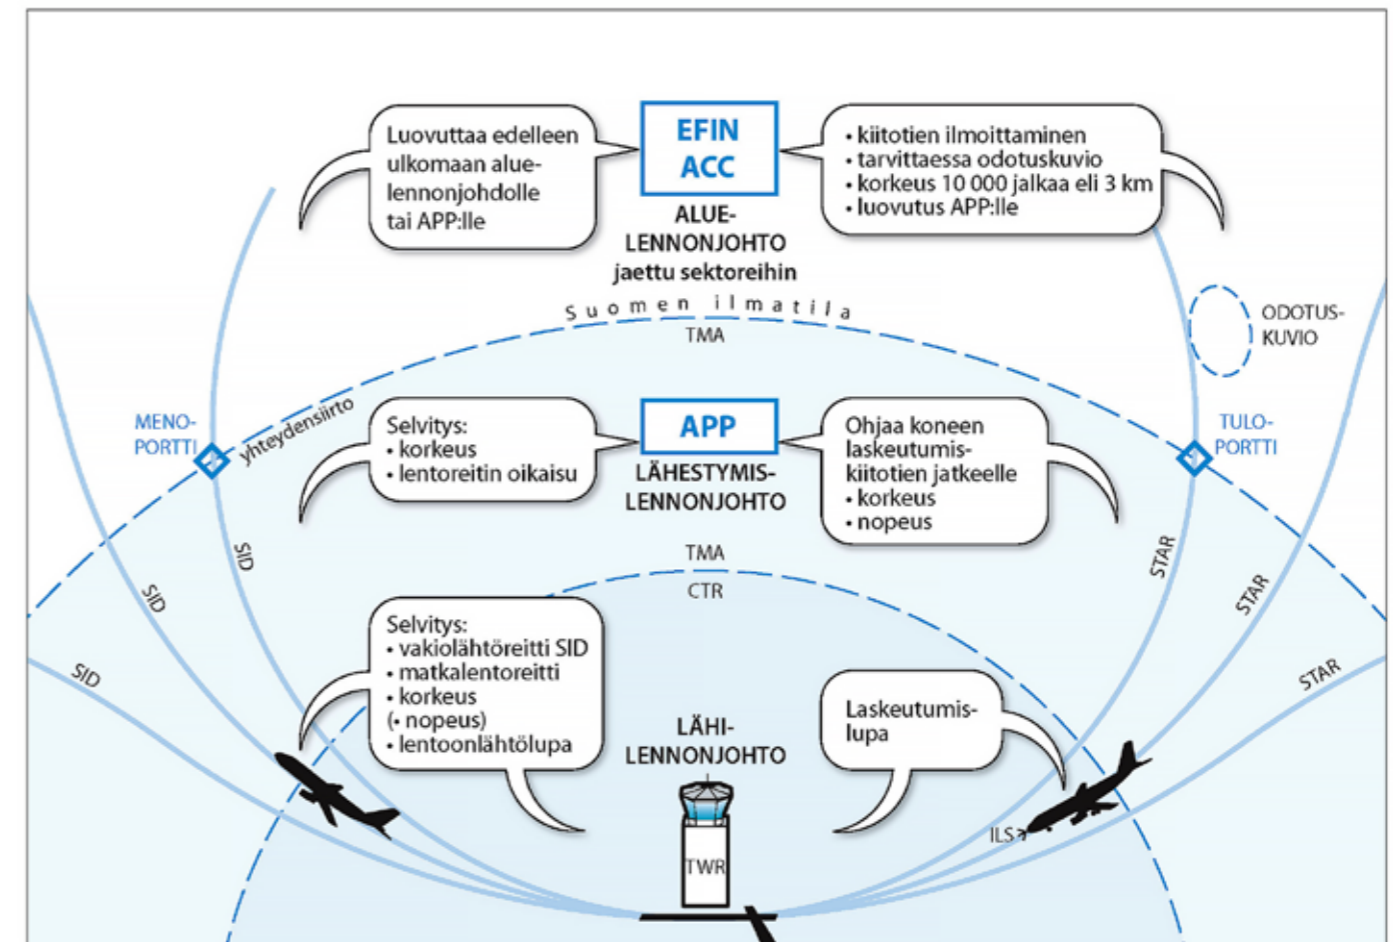 Luovuttaa edelleen
ulkomaan alue-
lennonjohdolle
tai APP:lle
EFIN
ACC
ALUE-
LENNONJOHTO
jaettu sektoreihin
• kiitotien ilmoittaminen
• tarvittaessa odotuskuvio
• korkeus 10 000 jalkaa eli 3 km
• luovutus APP:lle
Suomen ilmatila
TMA
ODOTUS-
KUVIO
MENO-
PORTTI
yhteydensiirto
Selvitys:
• korkeus
• lentoreitin oikaisu
APP
LÄHESTYMIS-
LENNONJOHTO
Ohjaa koneen
laskeutumis-
kiitotien jatkeelle
• korkeus
• nopeus
TULO-
PORTTI
SID
SID
SID
TMA
CTR
STAR
STAR
STAR
Selvitys:
• vakiolähtöreitti SID
• matkalentoreitti
• korkeus
(• nopeus)
• lentoonlähtölupa
LÄHI-
LENNONJOHTO
TWR
Laskeutumis-
lupa
ILS